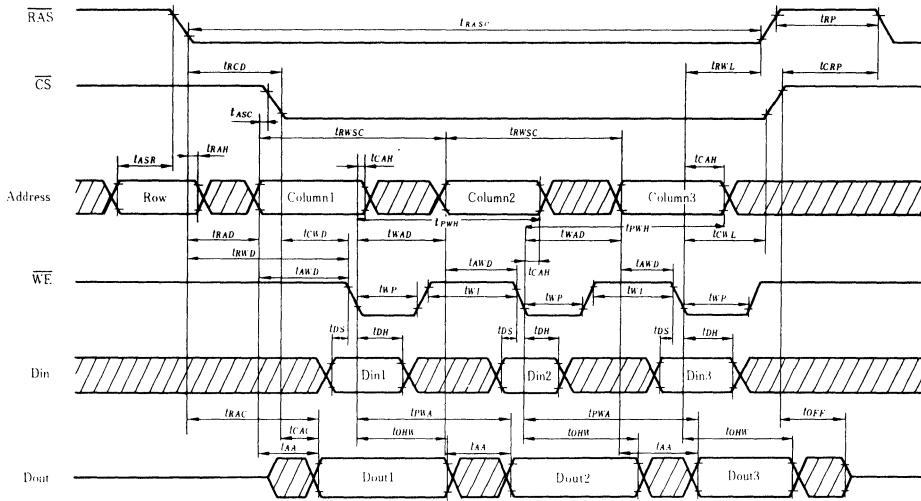 RAS
tRASC
tRP
tRCD
tRWL
tCRP
CS
tASC
tRWSC
tRWSC
tASR
tRAH
tCAH
tCAH
Address
Row
Column1
Column2
Column3
tPWH
tPWH
tRAD
tCWD
tWAD
tWAD
tCWL
tRWD
tAWD
tAWD
tCAH
tAWD
WE
tWP
tWI
tWP
tWI
tWP
tDS
tDH
tDS
tDH
tDS
tDH
Din
Din1
Din2
Din3
tRAC
tPWA
tPWA
tOFF
tCAC
tOHW
tOHW
tOHW
tAA
tAA
tAA
Dout
Dout1
Dout2
Dout3